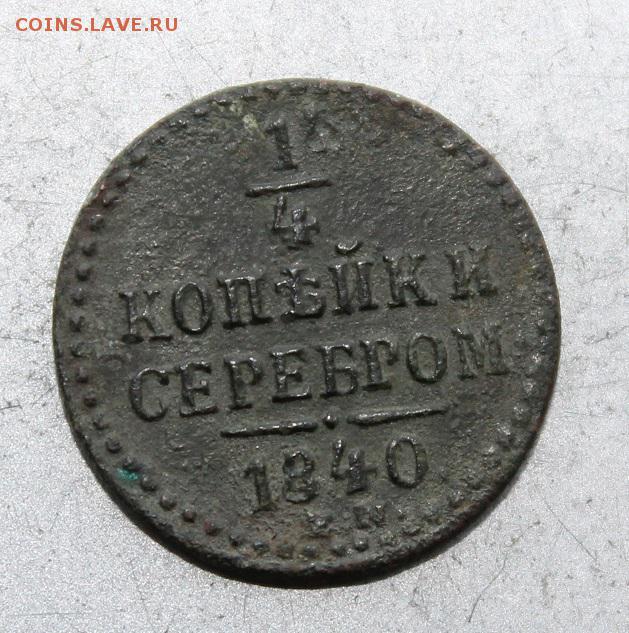 COINS.LAVE.RU
1
4
КОПѢЙКИ
СЕРЕБРОМ
1840